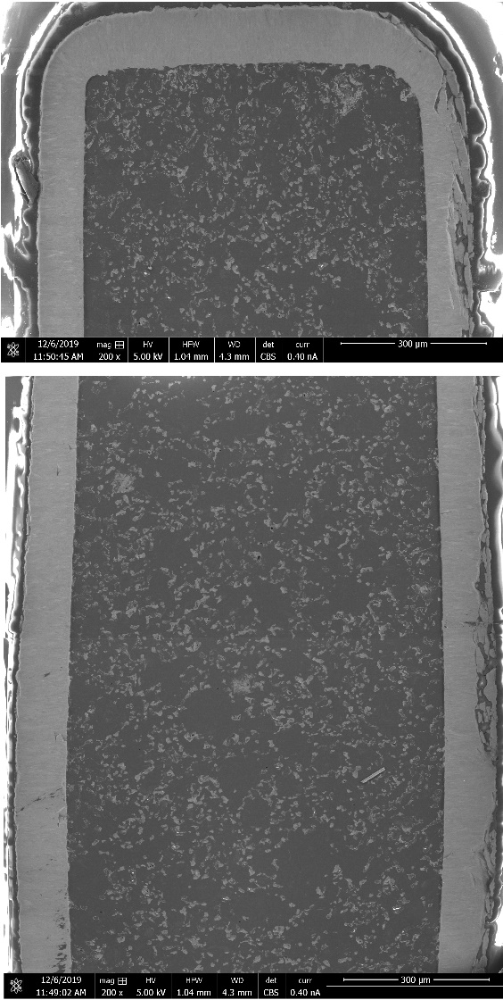 12/6/2019 mag HV HFW WD det curr 300 µm
11:50:45 AM 200 x 5.00 kV 1.04 mm 4.3 mm CBS 0.40 nA
12/6/2019 mag HV HFW WD det curr 300 µm
11:49:02 AM 200 x 5.00 kV 1.04 mm 4.3 mm CBS 0.40 nA